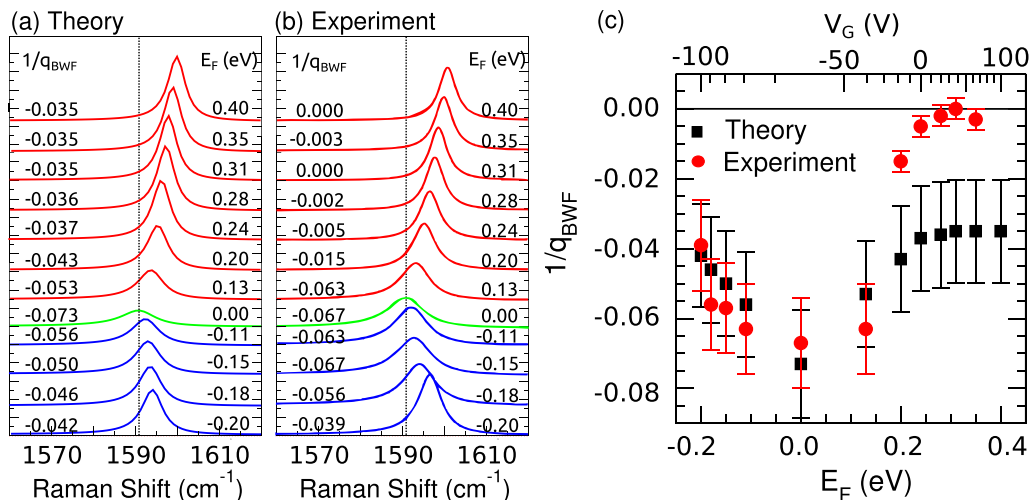 (a) Theory
1/q_BWF E_F (eV)
-0.035 0.40
-0.035 0.35
-0.035 0.31
-0.036 0.28
-0.037 0.24
-0.043 0.20
-0.053 0.13
-0.073 0.00
-0.056 -0.11
-0.050 -0.15
-0.046 -0.18
-0.042 -0.20
1570 1590 1610
Raman Shift (cm⁻¹)
(b) Experiment
1/q_BWF E_F (eV)
0.000 0.40
-0.003 0.35
0.000 0.31
-0.002 0.28
-0.005 0.24
-0.015 0.20
-0.063 0.13
-0.067 0.00
-0.063 -0.11
-0.067 -0.15
-0.056 -0.18
-0.039 -0.20
1570 1590 1610
Raman Shift (cm⁻¹)
(c)
V_G (V)
-100 -50 0 100
0.00
-0.02
-0.04
-0.06
-0.08
1/q_BWF
Theory
Experiment
-0.2 0.0 0.2 0.4
E_F (eV)